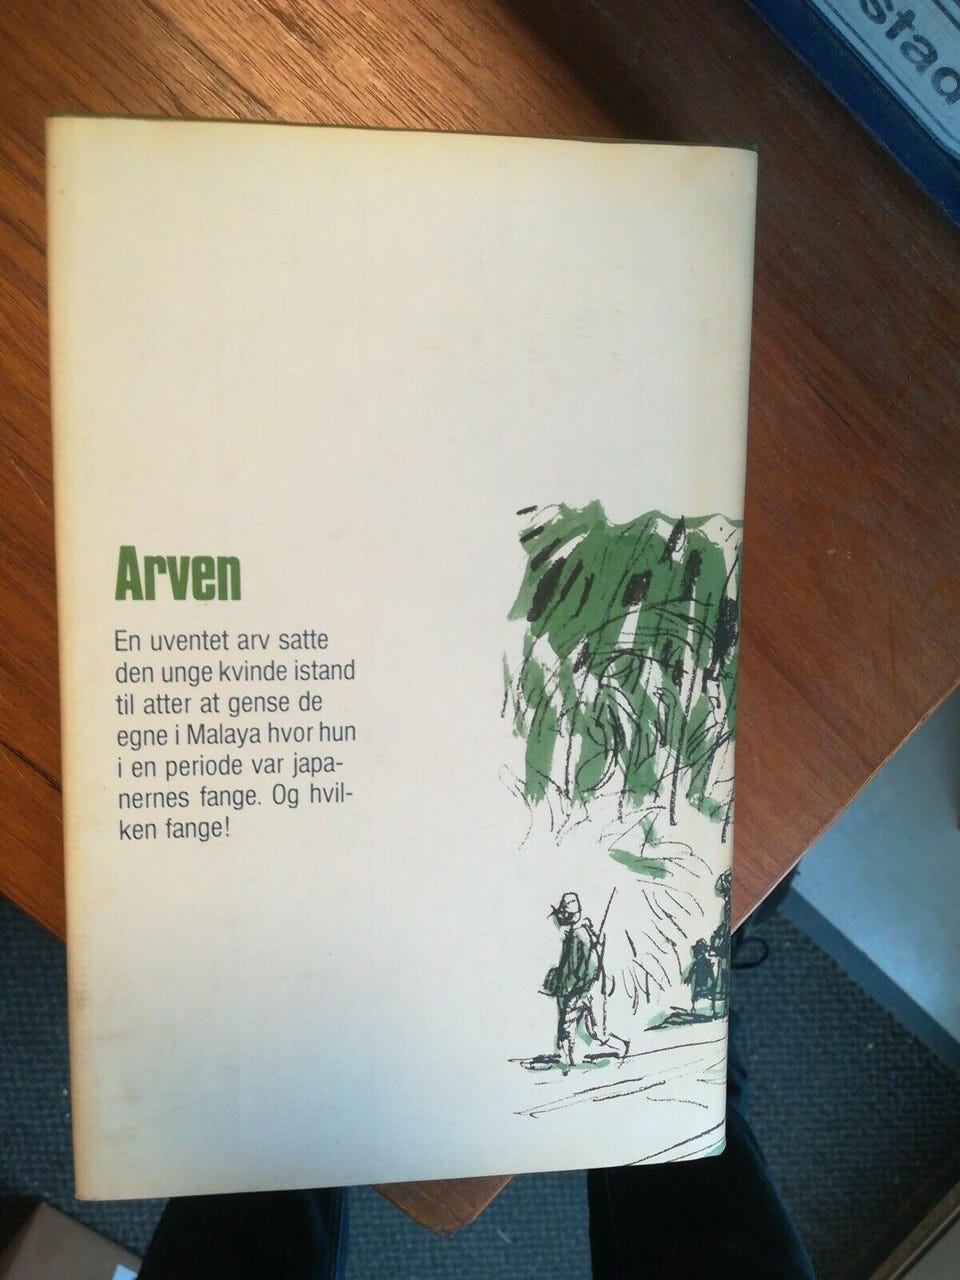 stad
Arven
En uventet arv satte
den unge kvinde istand
til atter at gense de
egne i Malaya hvor hun
i en periode var japa-
nernes fange. Og hvil-
ken fange!